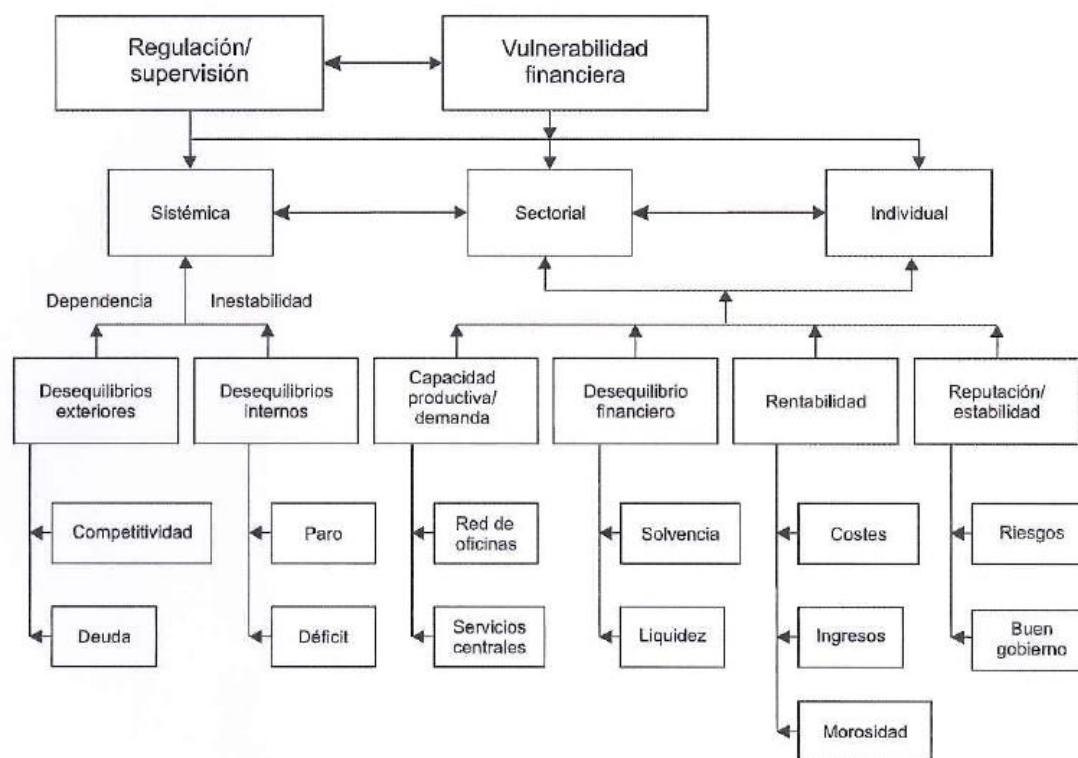 Regulación/
supervisión
Vulnerabilidad
financiera
Sistémica
Sectorial
Individual
Dependencia
Inestabilidad
Desequilibrios
exteriores
Desequilibrios
internos
Capacidad
productiva/
demanda
Desequilibrio
financiero
Rentabilidad
Reputación/
estabilidad
Competitividad
Paro
Red de
oficinas
Solvencia
Costes
Riesgos
Deuda
Déficit
Servicios
centrales
Liquidez
Ingresos
Buen
gobierno
Morosidad